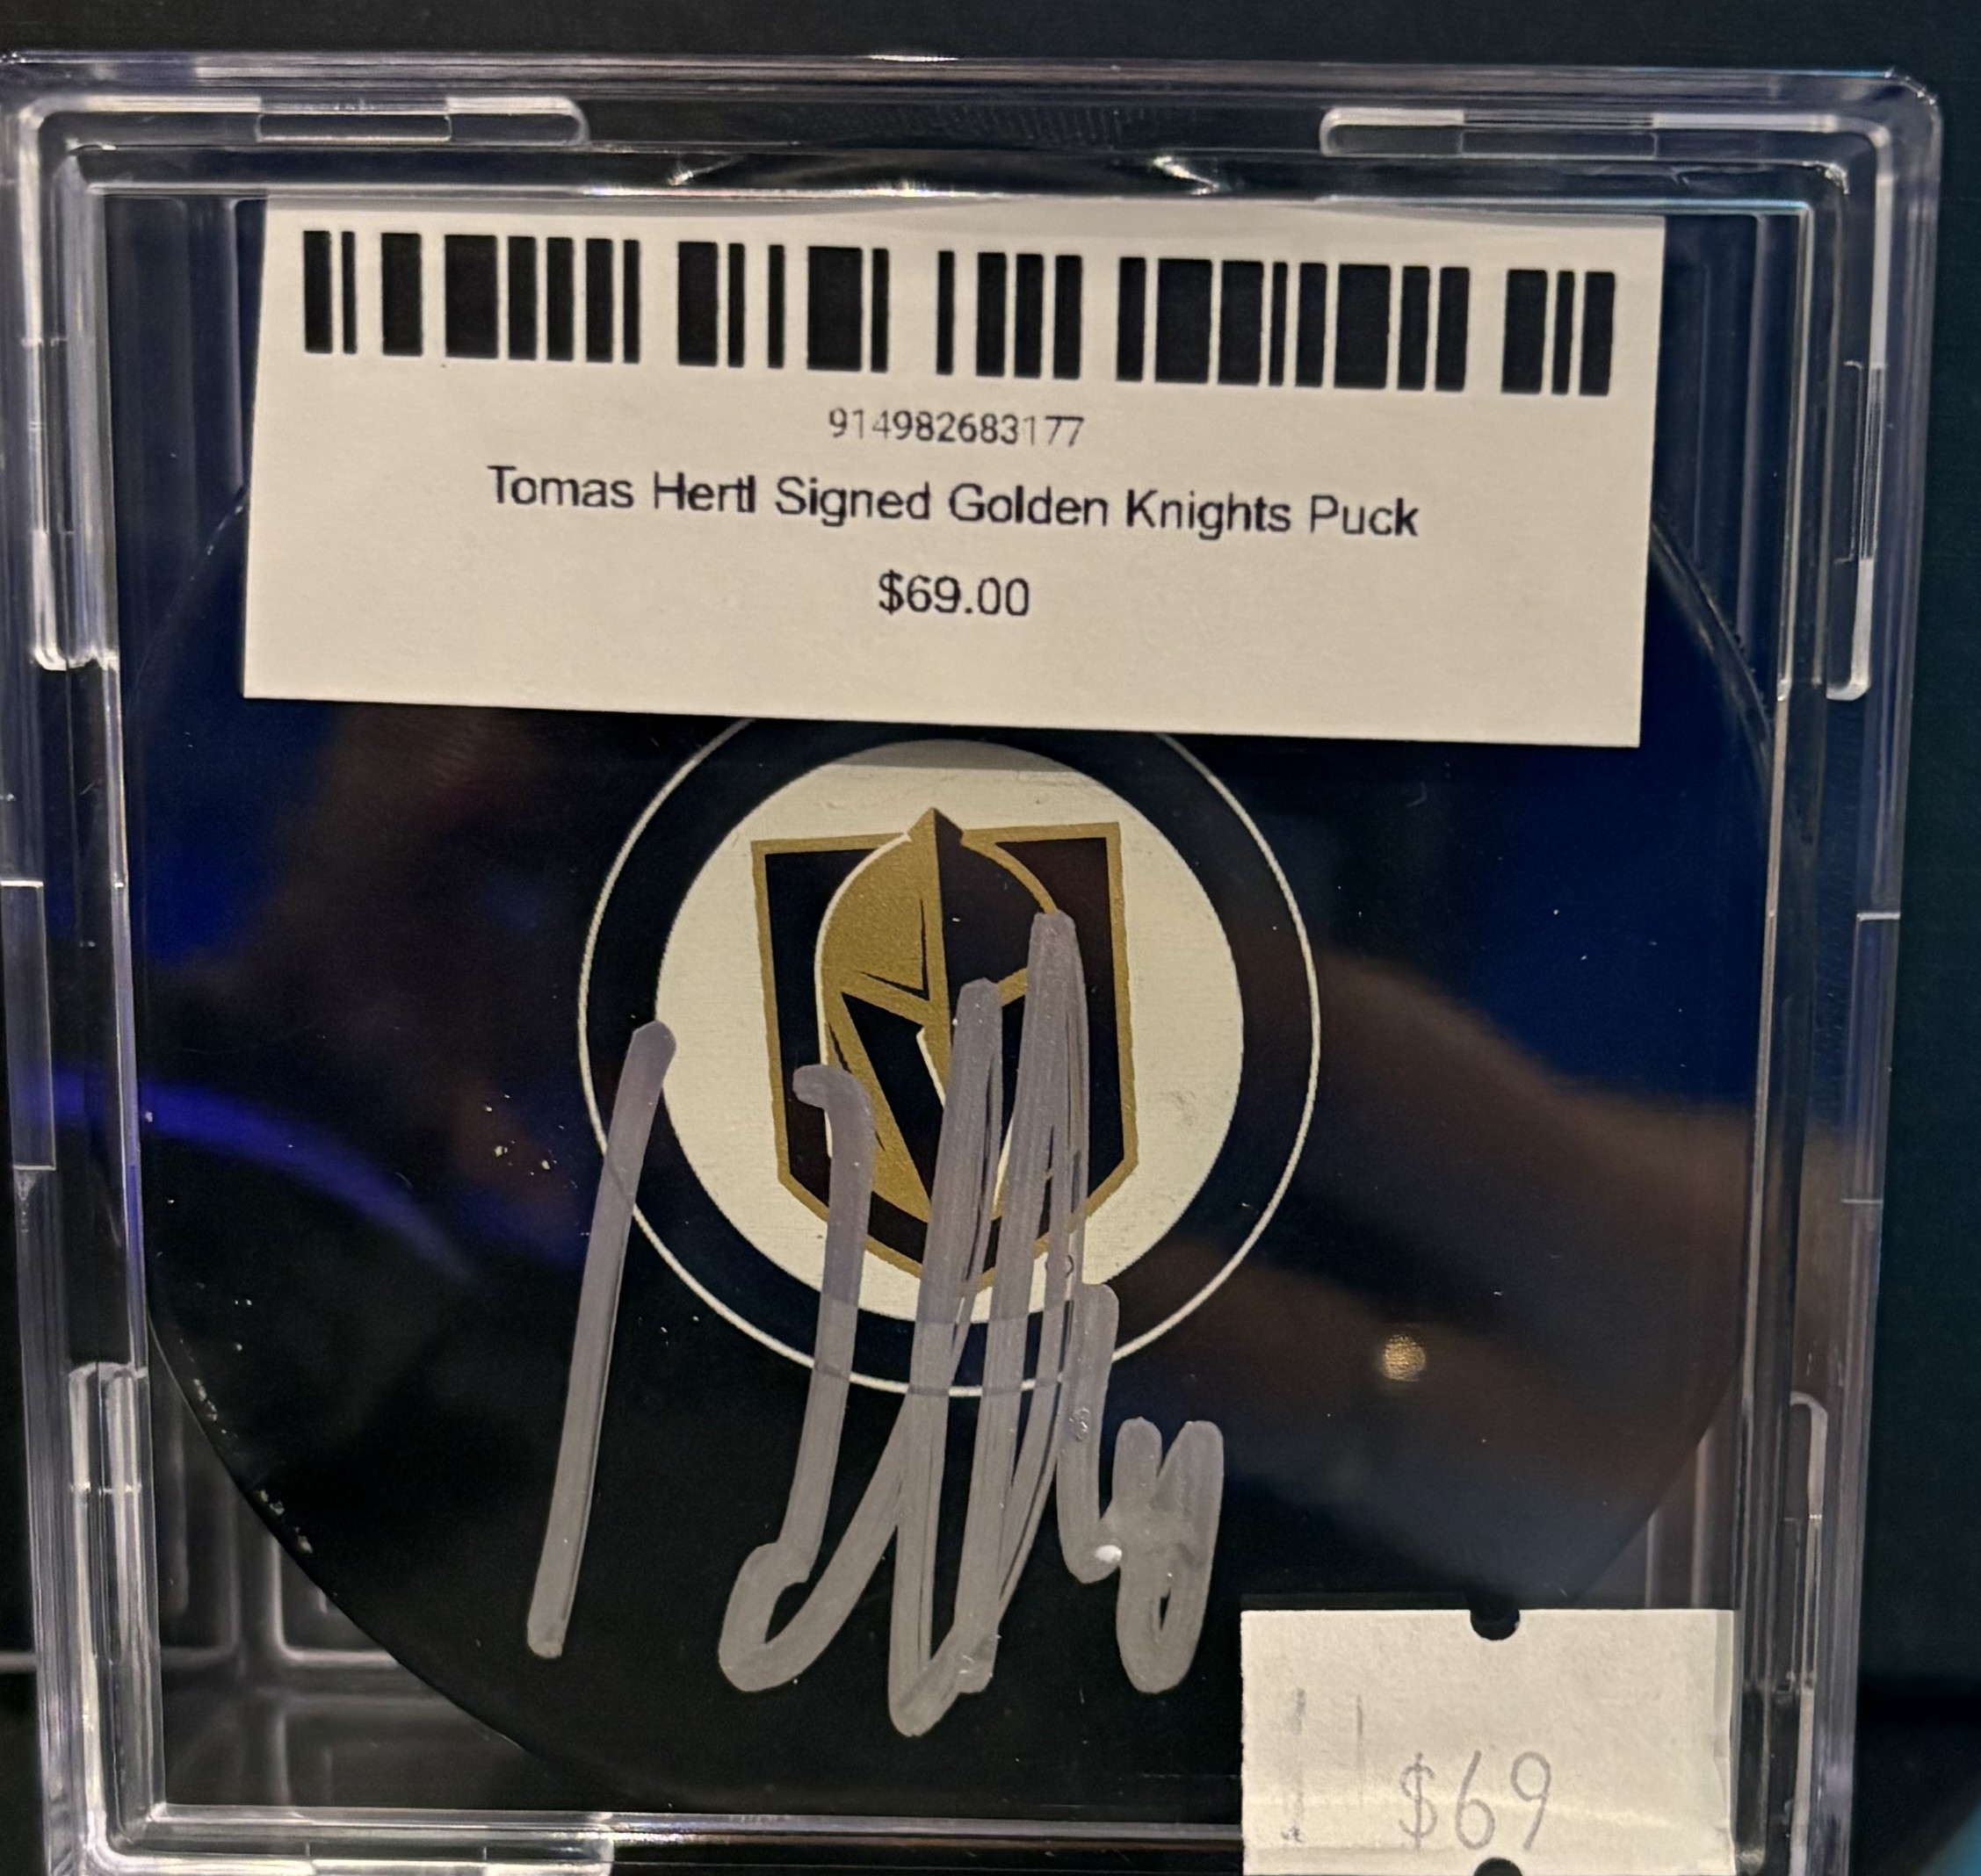 914982683177
Tomas Hertl Signed Golden Knights Puck
$69.00
$69